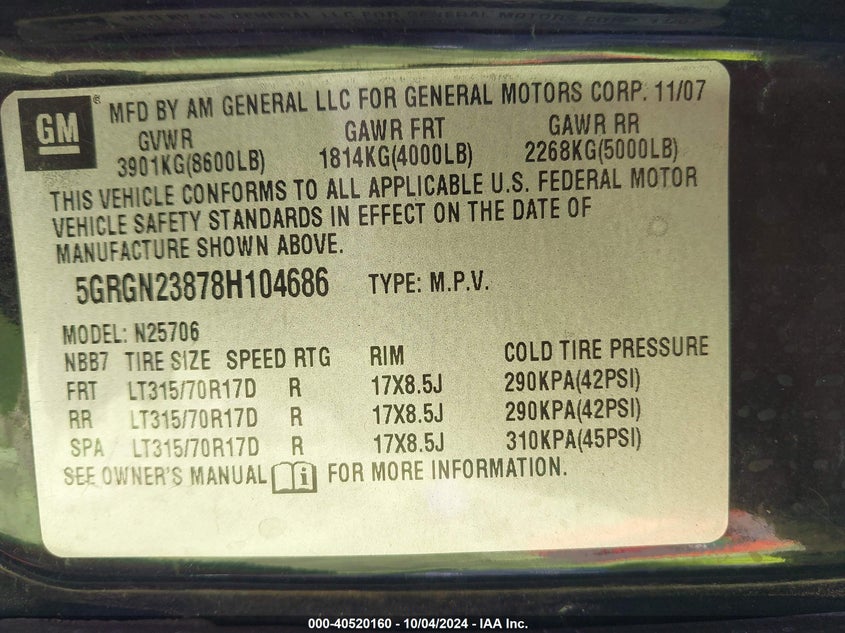 GM ® MFD BY AM GENERAL LLC FOR GENERAL MOTORS CORP. 11/07
GVWR GAWR FRT GAWR RR
3901KG(8600LB) 1814KG(4000LB) 2268KG(5000LB)
THIS VEHICLE CONFORMS TO ALL APPLICABLE U.S. FEDERAL MOTOR
VEHICLE SAFETY STANDARDS IN EFFECT ON THE DATE OF
MANUFACTURE SHOWN ABOVE.
5GRGN23878H104686 TYPE: M.P.V.
MODEL: N25706
NBB7 TIRE SIZE SPEED RTG RIM COLD TIRE PRESSURE
FRT LT315/70R17D R 17X8.5J 290KPA(42PSI)
RR LT315/70R17D R 17X8.5J 290KPA(42PSI)
SPA LT315/70R17D R 17X8.5J 310KPA(45PSI)
SEE OWNER'S MANUAL i FOR MORE INFORMATION.
000-40520160 - 10/04/2024 - IAA Inc.